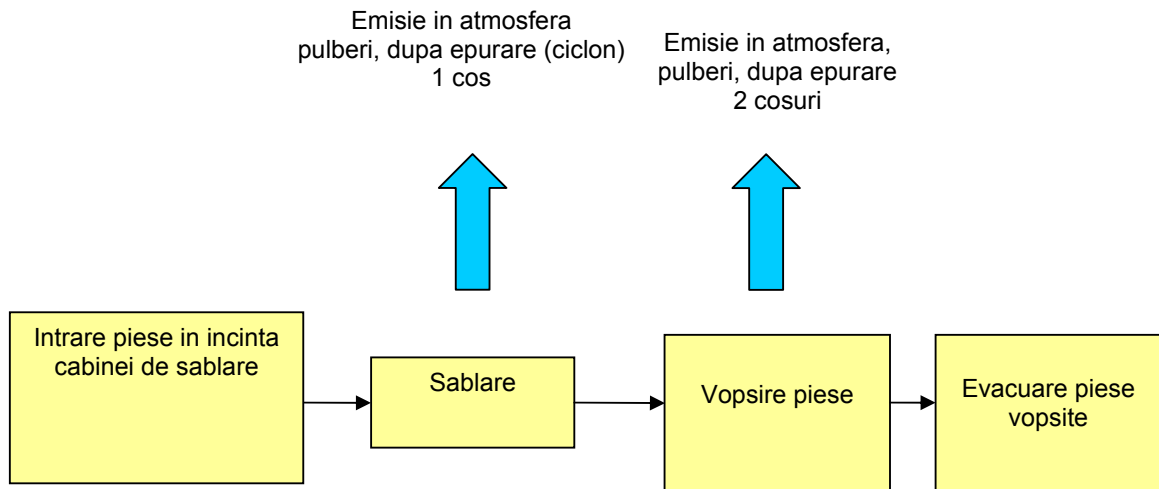 Emisie in atmosfera
pulberi, dupa epurare (ciclon)
1 cos
Emisie in atmosfera,
pulberi, dupa epurare
2 cosuri
Intrare piese in incinta
cabinei de sablare
Sablare
Vopsire piese
Evacuare piese
vopsite